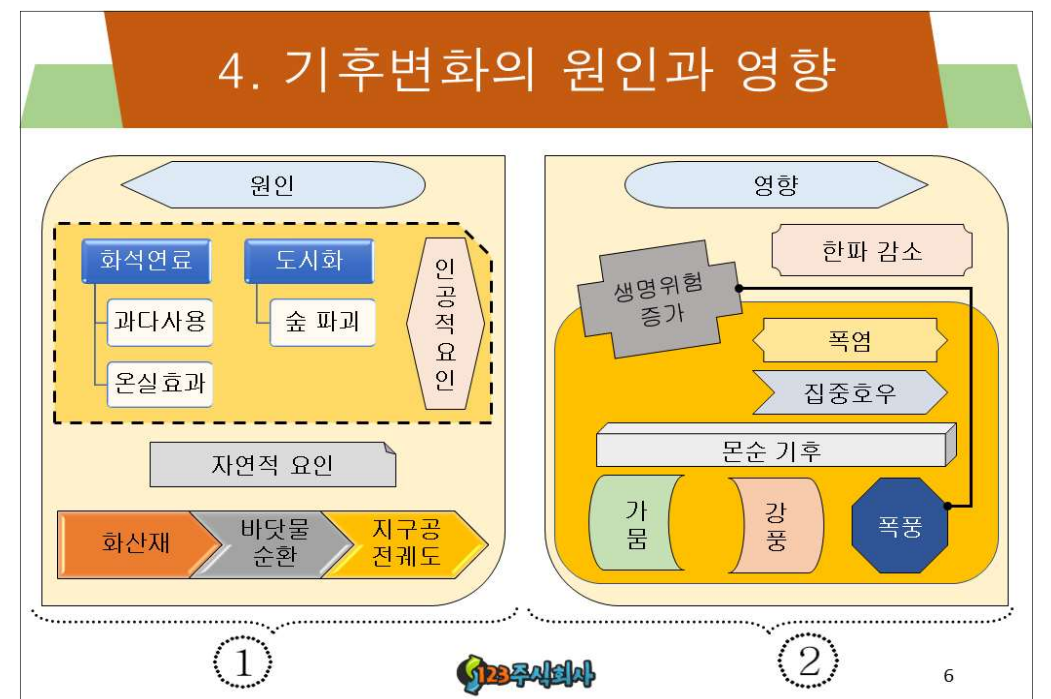 4. 기후변화의 원인과 영향
원인
화석연료
과다사용
온실효과
도시화
숲 파괴
인
공
적
요
인
자연적 요인
화산재
바닷물
순환
지구공
전궤도
①
영향
한파 감소
생명위험
증가
폭염
집중호우
몬순 기후
가
뭄
강
풍
폭풍
②
123주식회사
6